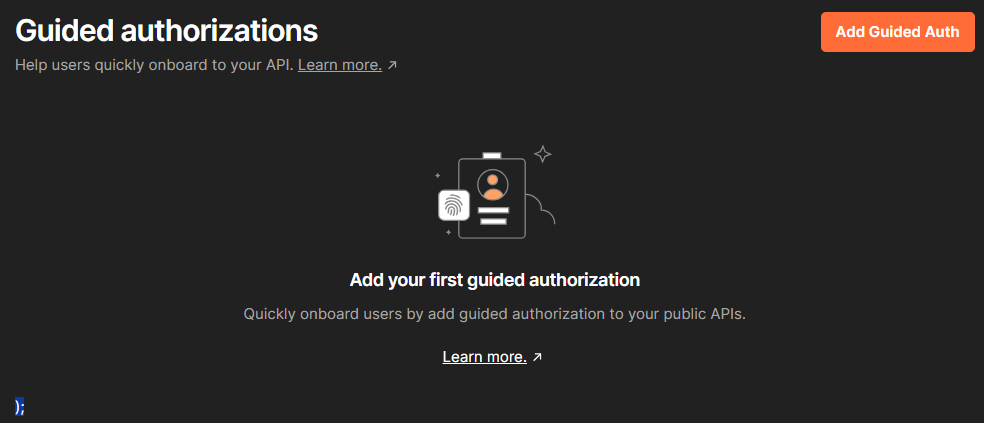 Guided authorizations
Add Guided Auth
Help users quickly onboard to your API. Learn more. ↗
Add your first guided authorization
Quickly onboard users by add guided authorization to your public APIs.
Learn more. ↗
);